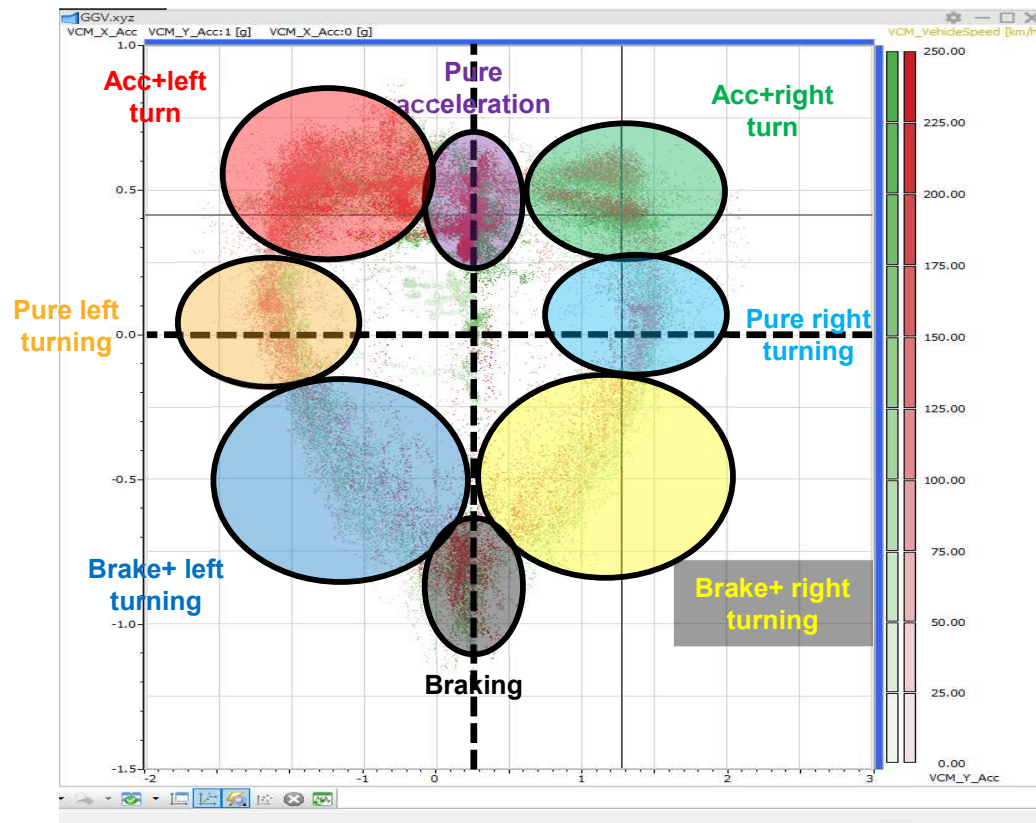 GGV.xyz
VCM_X_Acc VCM_Y_Acc:1 [g] VCM_X_Acc:0 [g]
VCM_VehicleSpeed [km/h
1.0
0.5
0.0
-0.5
-1.0
-1.5
Acc+left
turn
Pure
acceleration
Acc+right
turn
Pure left
turning
Pure right
turning
Brake+ left
turning
Brake+ right
turning
Braking
250.00
225.00
200.00
175.00
150.00
125.00
100.00
75.00
50.00
25.00
0.00
-2 -1 0 1 2 3
VCM_Y_Acc